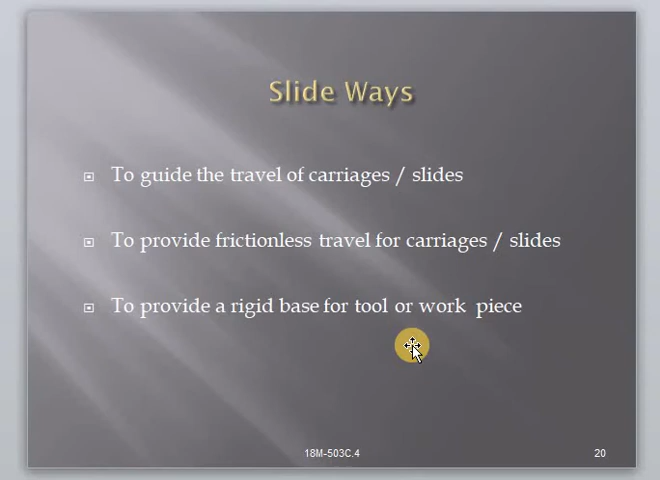 Slide Ways
To guide the travel of carriages / slides
To provide frictionless travel for carriages / slides
To provide a rigid base for tool or work piece
18M-503C.4
20